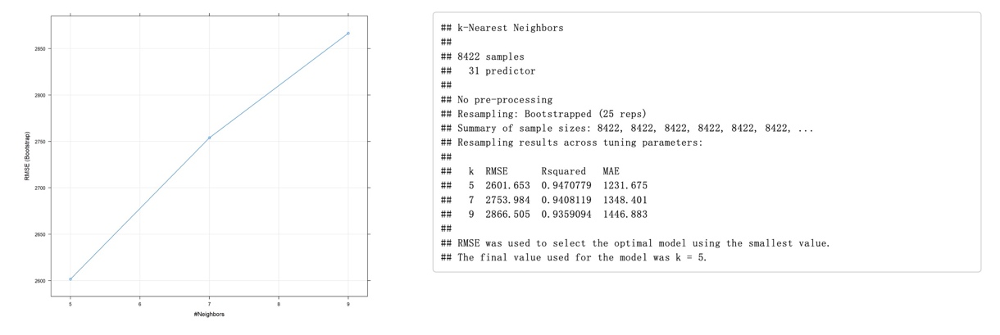 2850
2800
2750
2700
2650
2600
RMSE (Bootstrap)
5 6 7 8 9
#Neighbors
## k-Nearest Neighbors
##
## 8422 samples
##   31 predictor
##
## No pre-processing
## Resampling: Bootstrapped (25 reps)
## Summary of sample sizes: 8422, 8422, 8422, 8422, 8422, 8422, ...
## Resampling results across tuning parameters:
##
##   k  RMSE      Rsquared   MAE
##   5  2601.653  0.9470779  1231.675
##   7  2753.984  0.9408119  1348.401
##   9  2866.505  0.9359094  1446.883
##
## RMSE was used to select the optimal model using the smallest value.
## The final value used for the model was k = 5.